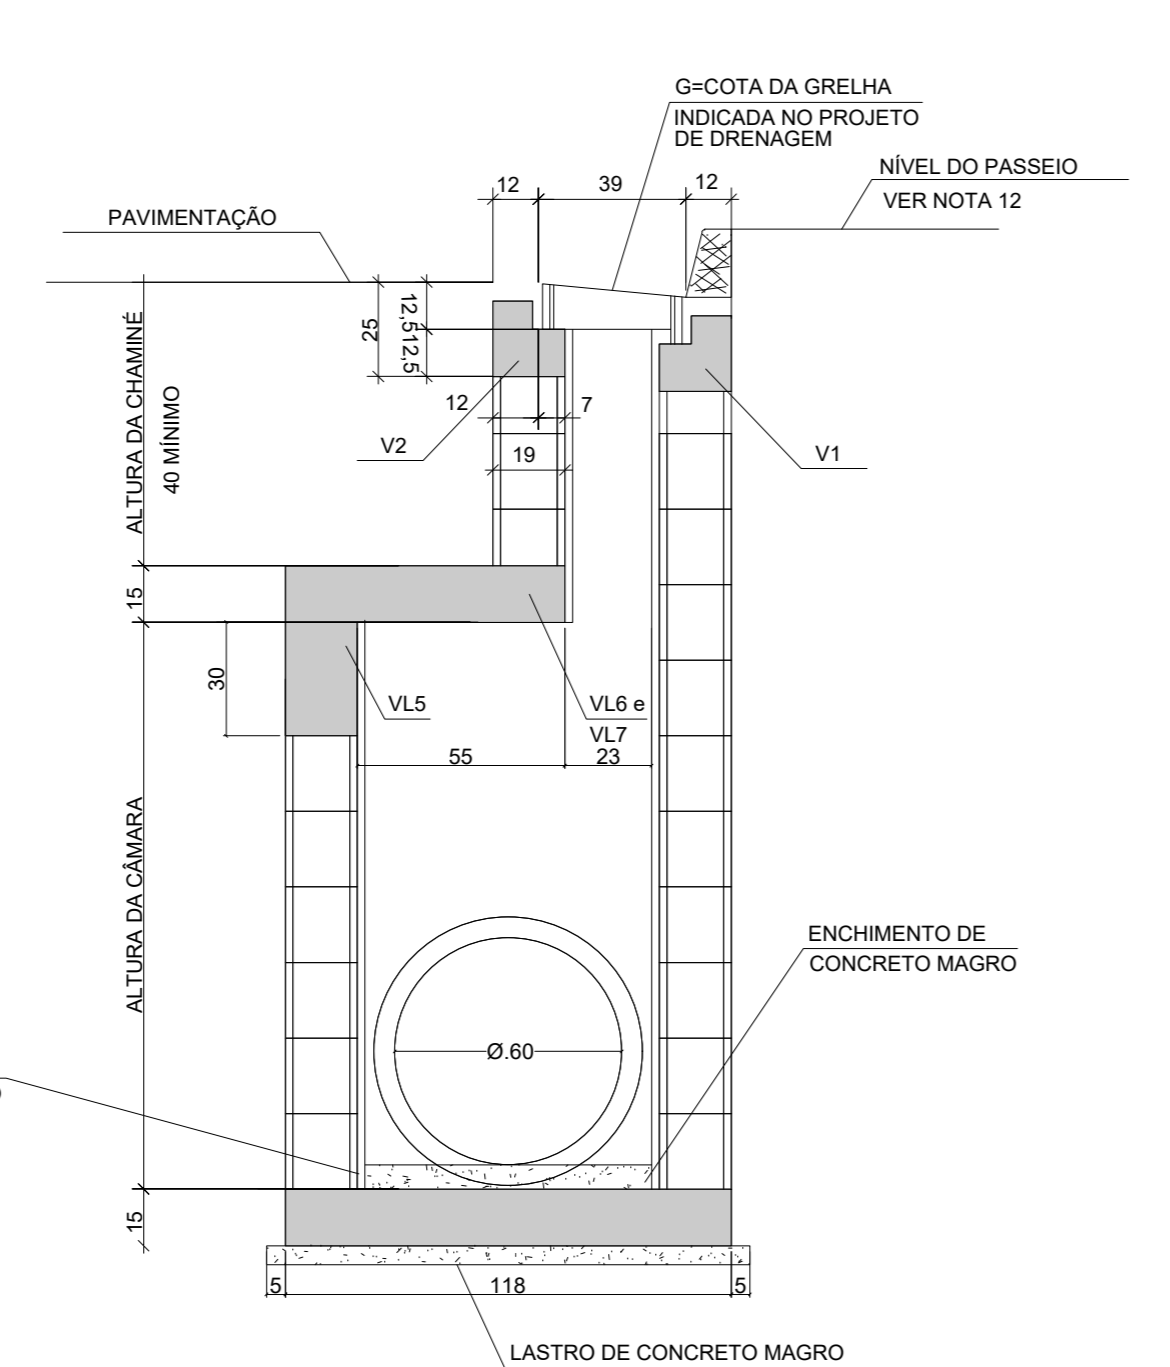 G=COTA DA GRELHA
INDICADA NO PROJETO
DE DRENAGEM
NÍVEL DO PASSEIO
VER NOTA 12
12
39
12
PAVIMENTAÇÃO
25
12,5
12,5
ALTURA DA CHAMINÉ
40 MÍNIMO
12
7
V2
19
V1
15
30
VL5
VL6 e
VL7
55
23
ALTURA DA CÂMARA
ENCHIMENTO DE
CONCRETO MAGRO
Ø.60
15
5
118
5
LASTRO DE CONCRETO MAGRO